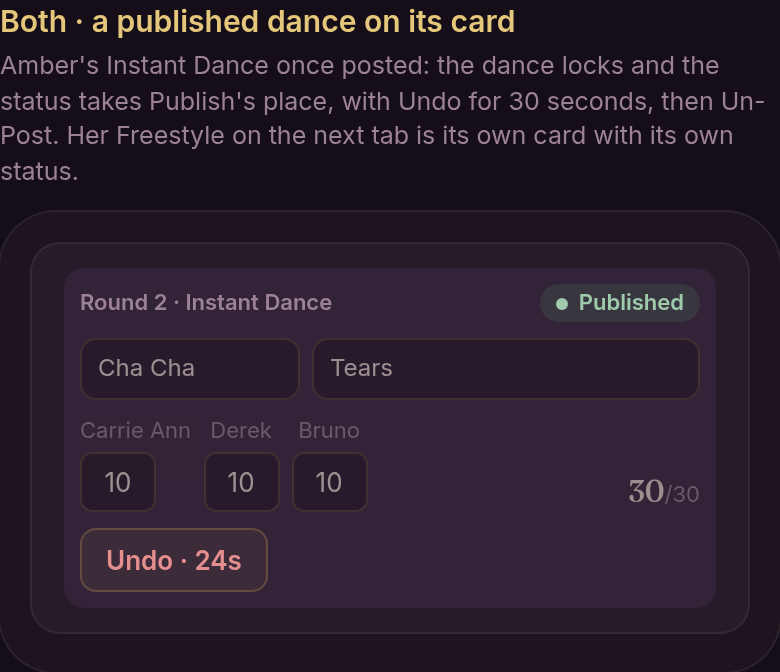 Both · a published dance on its card
Amber's Instant Dance once posted: the dance locks and the
status takes Publish's place, with Undo for 30 seconds, then Un-
Post. Her Freestyle on the next tab is its own card with its own
status.
Round 2 · Instant Dance
Published
Cha Cha
Tears
Carrie Ann Derek Bruno
10 10 10
30/30
Undo · 24s